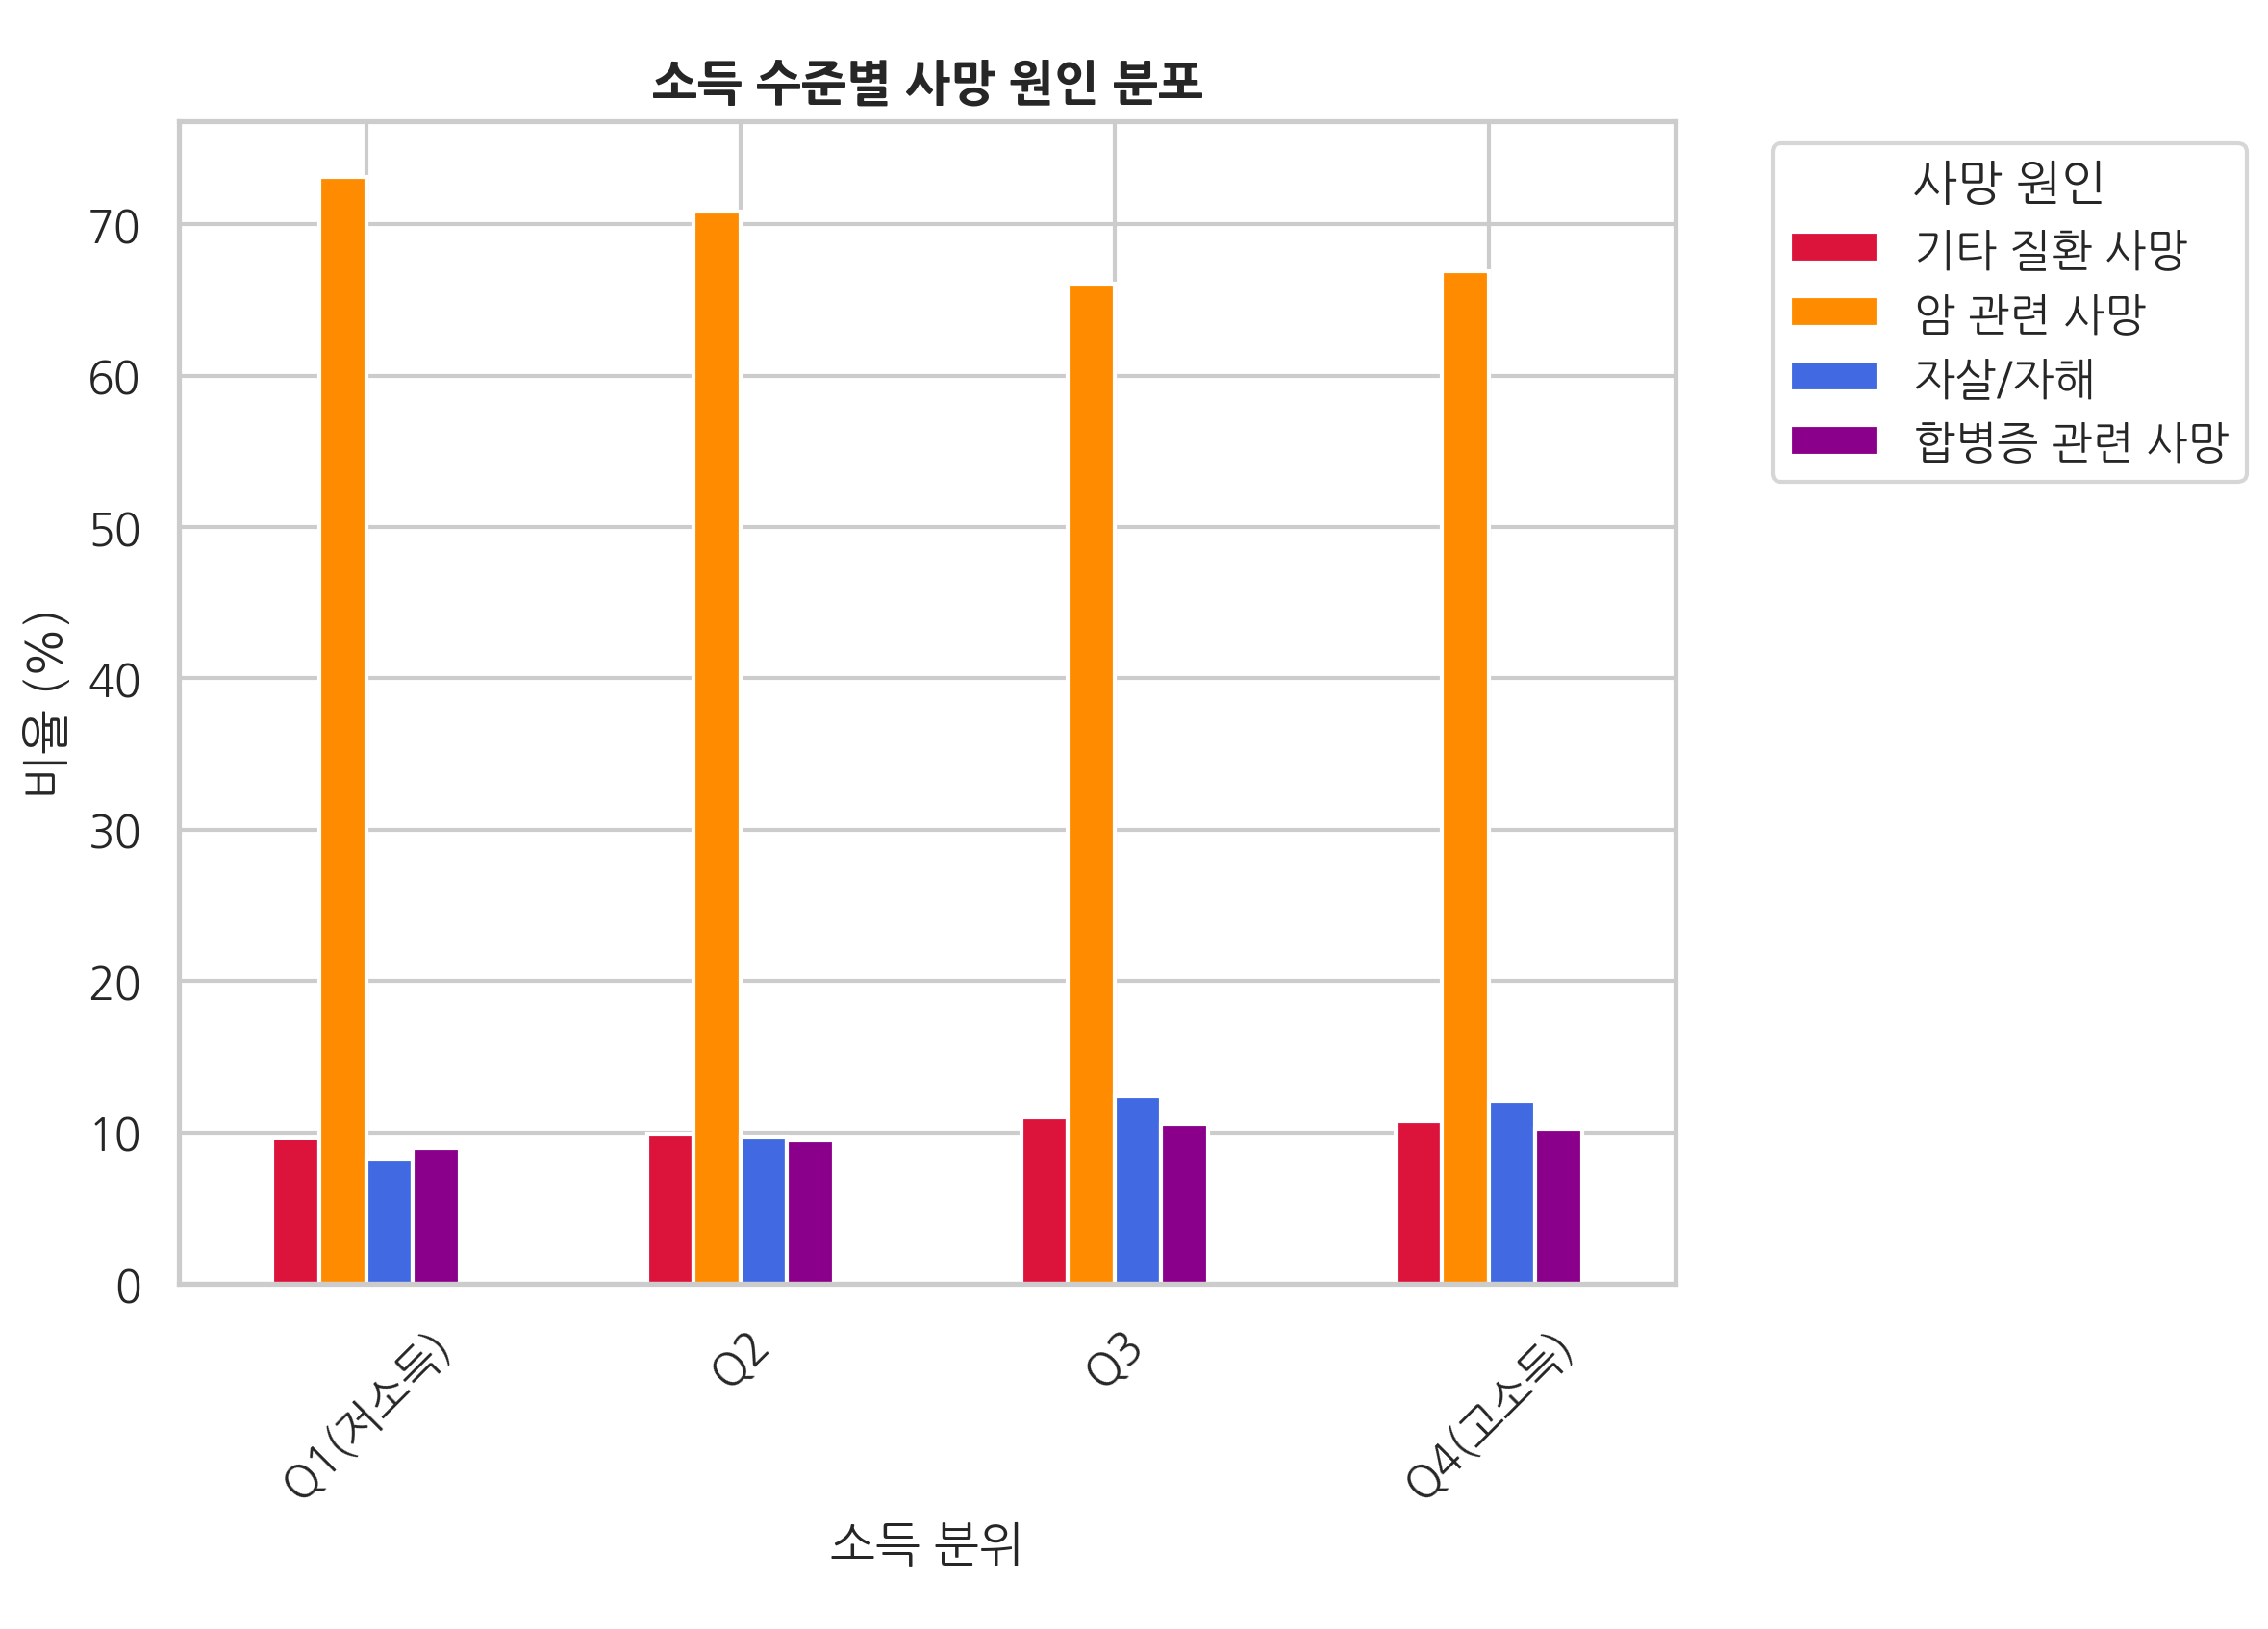 소득 수준별 사망 원인 분포
사망 원인
기타 질환 사망
암 관련 사망
자살/자해
합병증 관련 사망
비율 (%)
70
60
50
40
30
20
10
0
Q1(저소득)
Q2
Q3
Q4(고소득)
소득 분위